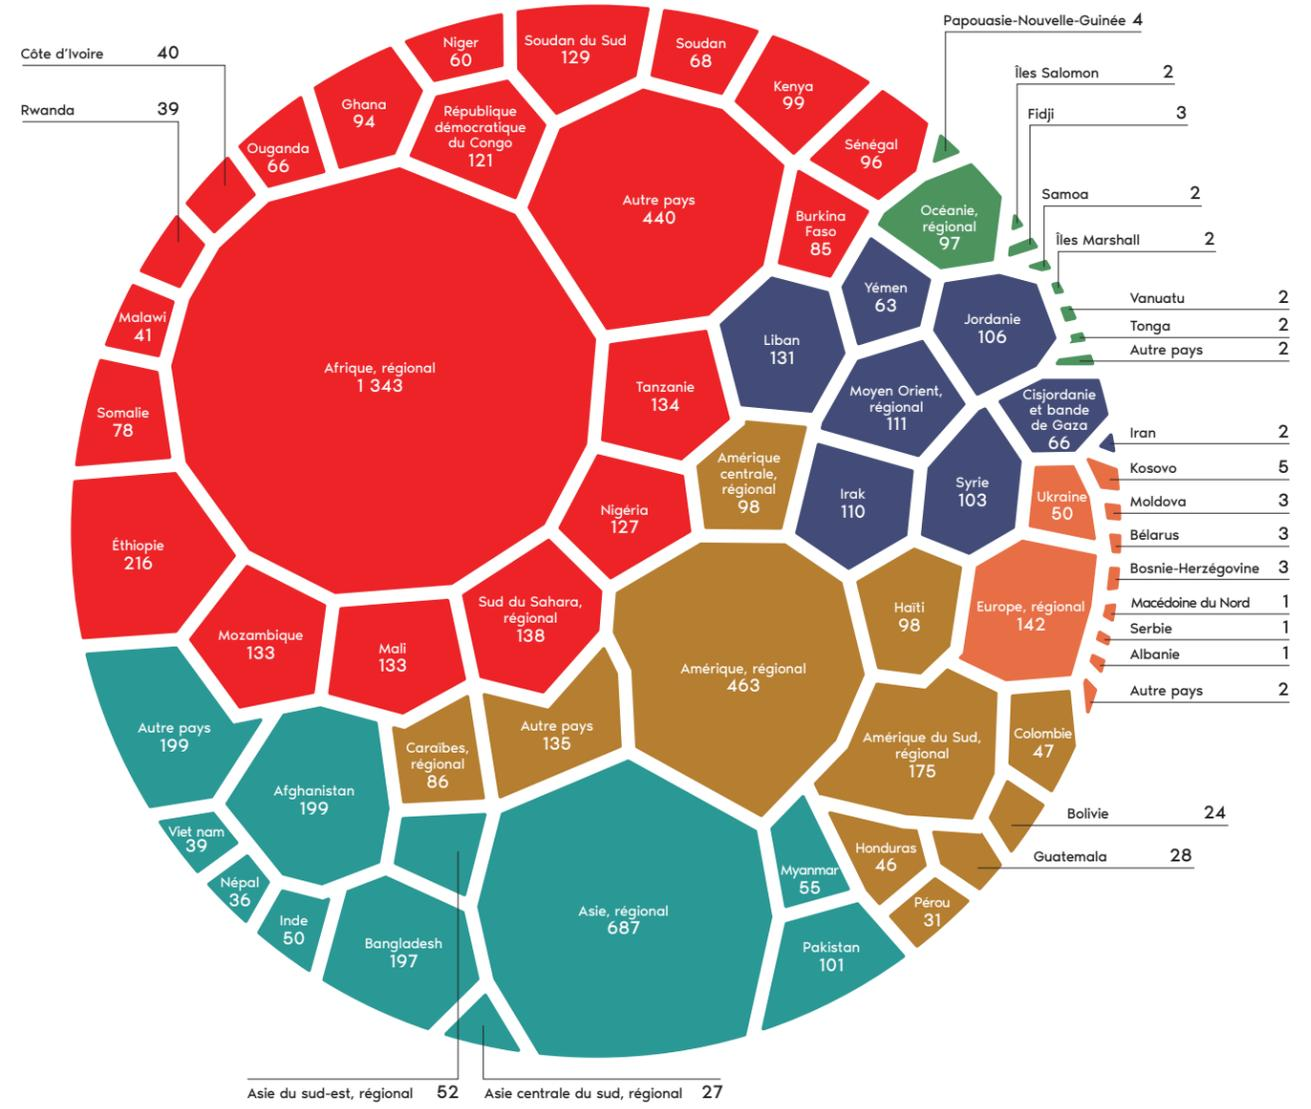 Côte d'Ivoire 40
Rwanda 39
Niger
60
Soudan du Sud
129
Soudan
68
Kenya
99
Ghana
94
République
démocratique
du Congo
121
Ouganda
66
Sénégal
96
Papouasie-Nouvelle-Guinée 4
Îles Salomon 2
Fidji 3
Samoa 2
Îles Marshall 2
Vanuatu 2
Tonga 2
Autre pays 2
Autre pays
440
Burkina
Faso
85
Océanie,
régional
97
Yémen
63
Jordanie
106
Liban
131
Malawi
41
Afrique, régional
1 343
Tanzanie
134
Moyen Orient,
régional
111
Cisjordanie
et bande
de Gaza
66
Iran 2
Somalie
78
Amérique
centrale,
régional
98
Irak
110
Syrie
103
Ukraine
50
Kosovo 5
Moldova 3
Bélarus 3
Bosnie-Herzégovine 3
Macédoine du Nord 1
Serbie 1
Albanie 1
Autre pays 2
Nigéria
127
Éthiopie
216
Mozambique
133
Mali
133
Sud du Sahara,
régional
138
Haïti
98
Europe, régional
142
Amérique, régional
463
Autre pays
199
Autre pays
135
Caraïbes,
régional
86
Amérique du Sud,
régional
175
Colombie
47
Afghanistan
199
Bolivie 24
Guatemala 28
Viet nam
39
Népal
36
Inde
50
Bangladesh
197
Asie, régional
687
Myanmar
55
Honduras
46
Pérou
31
Pakistan
101
Asie du sud-est, régional 52
Asie centrale du sud, régional 27